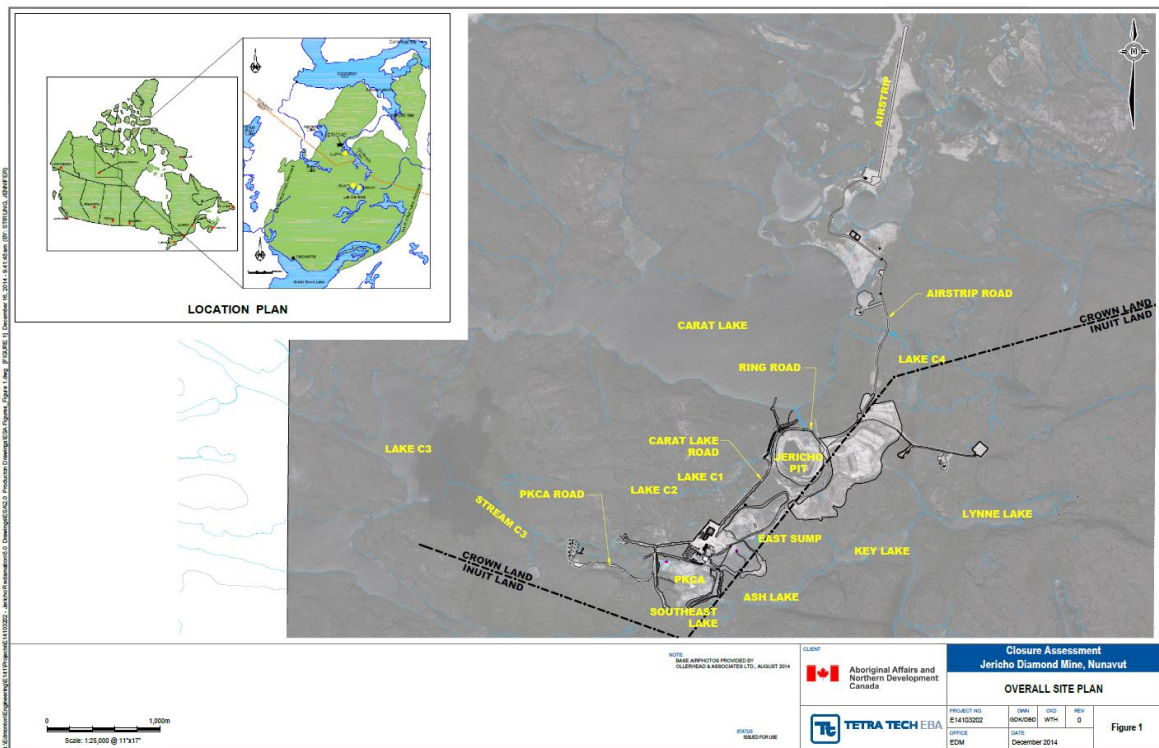 LOCATION PLAN
JERICHO
Great Slave Lake
AIRSTRIP
AIRSTRIP ROAD
CROWN LAND
INUIT LAND
CARAT LAKE
LAKE C4
RING ROAD
CARAT LAKE
ROAD
JERICHO
PIT
LAKE C3
LAKE C1
LAKE C2
PKCA ROAD
STREAM C3
LYNNE LAKE
EAST SUMP
KEY LAKE
CROWN LAND
INUIT LAND
PKCA
ASH LAKE
SOUTHEAST
LAKE
NOTE:
BASE AIRPHOTOS PROVIDED BY
OLLERHEAD & ASSOCIATES LTD., AUGUST 2014
0 1,000m
Scale: 1:25,000 @ 11"x17"
STATUS
ISSUED FOR USE
CLIENT
Aboriginal Affairs and
Northern Development
Canada
TETRA TECH EBA
Closure Assessment
Jericho Diamond Mine, Nunavut
OVERALL SITE PLAN
PROJECT NO. DWN CKD REV
E14103202 GDK/DBD WTH 0
OFFICE DATE
EDM December 2014
Figure 1